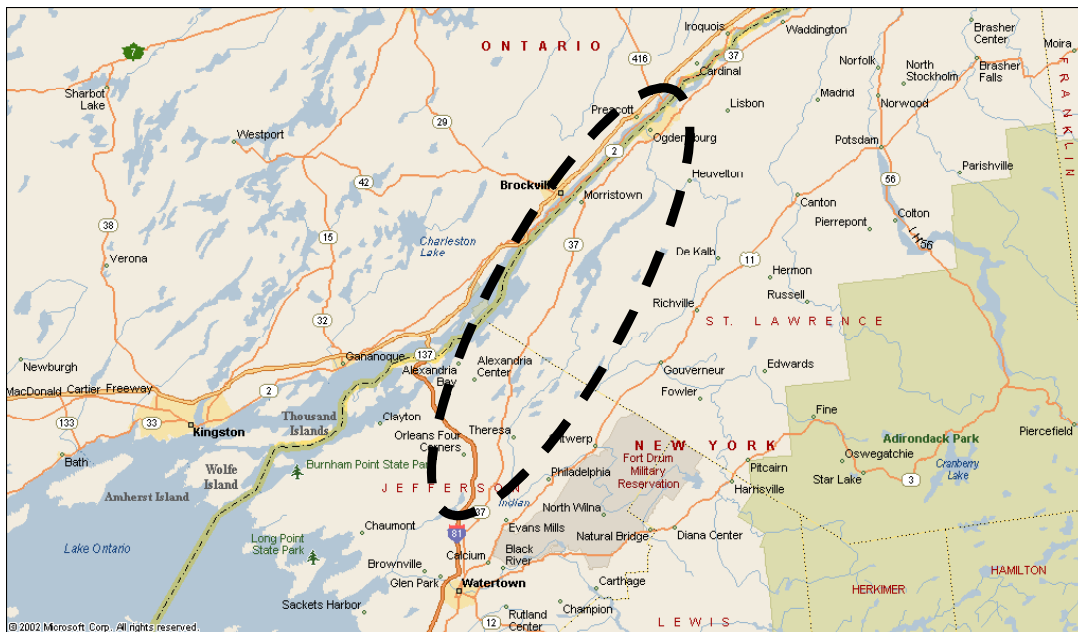 ONTARIO
Iroquois
Waddington
Brasher
Center
Moira
7
416
37
Cardinal
Norfolk
North
Stockholm
Brasher
Falls
FRANKLIN
Sharbot
Lake
Prescott
Lisbon
Madrid
Norwood
29
Westport
2
Ogdensburg
Potsdam
42
Brockville
Heuvelton
56
Parishville
Morristown
Canton
38
15
Charleston
Lake
37
Pierrepont
Colton
56
Verona
De Kalb
11
Hermon
Russell
Richville
32
ST. LAWRENCE
Newburgh
Gananoque
137
Alexandria
Bay
Alexandria
Center
Gouverneur
Edwards
MacDonald
Cartier
Freeway
2
Fowler
133
33
Kingston
Thousand
Islands
Clayton
Fine
Piercefield
Orleans Four
Corners
Theresa
Antwerp
NEW YORK
Adirondack Park
Bath
Wolfe
Island
Burnham Point State Park
Philadelphia
Fort Drum
Military
Reservation
Pitcairn
Oswegatchie
Cranberry
Lake
Amherst Island
JEFFERSON
Harrisville
Star Lake
3
Indian
37
North Wilna
Chaumont
Evans Mills
Natural Bridge
Diana Center
Lake Ontario
Long Point
State Park
81
Calcium
Black
River
Brownville
Glen Park
Watertown
Carthage
HAMILTON
HERKIMER
Sackets Harbor
Rutland
Center
Champion
12
LEWIS
© 2002 Microsoft Corp. All rights reserved.